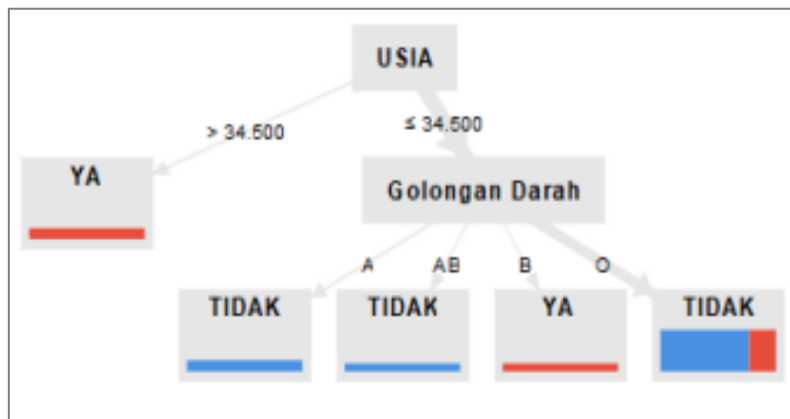 USIA
> 34.500
≤ 34.500
YA
Golongan Darah
A
AB
B
O
TIDAK
TIDAK
YA
TIDAK